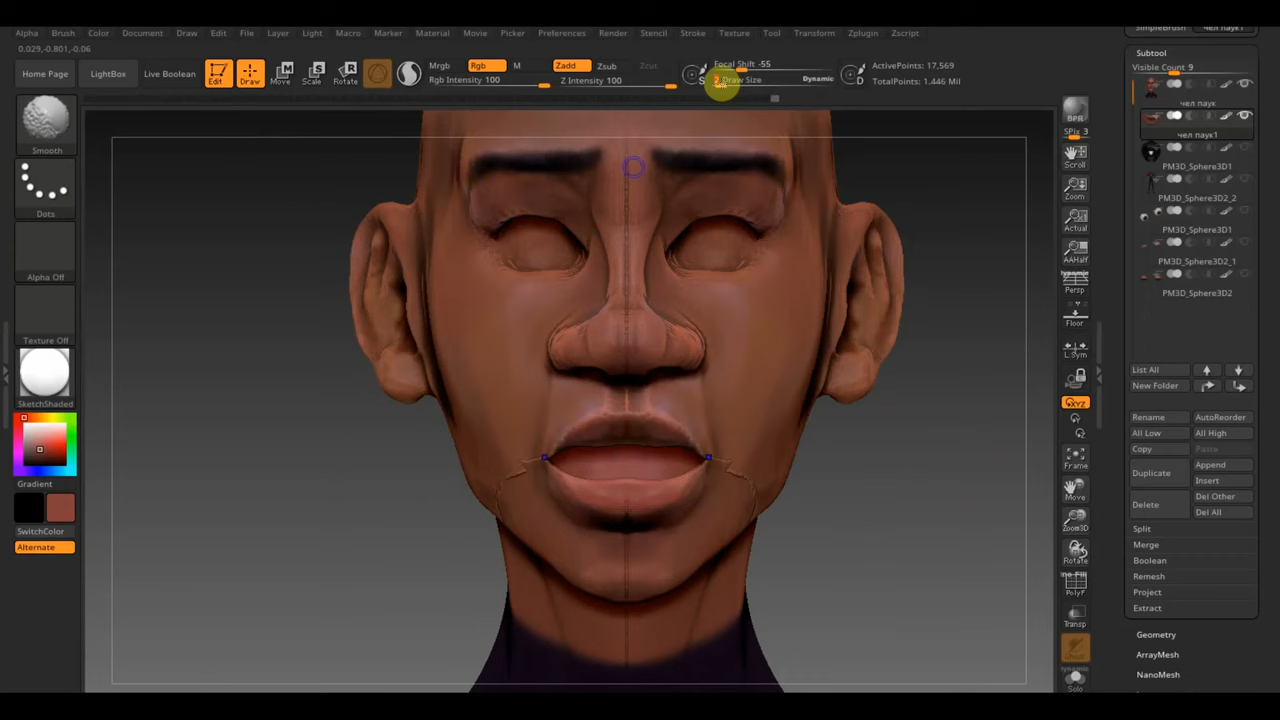 Alpha Brush Color Document Draw Edit File Layer Light Macro Marker Material Movie Picker Preferences Render Stencil Stroke Texture Tool Transform Zplugin Zscript
0.029,-0.801,-0.06
Home Page
LightBox
Live Boolean
Edit
Draw
Move
Scale
Rotate
Mrgb Rgb M
Rgb Intensity 100
Zadd Zsub Zcut
Z Intensity 100
S
Focal Shift -55
Draw Size
Dynamic
D
ActivePoints: 17,569
TotalPoints: 1.446 Mil
Smooth
Dots
Alpha Off
Texture Off
SketchShaded
Gradient
SwitchColor
Alternate
BPR
SPix 3
Scroll
Zoom
Actual
AAHalf
Dynamic
Persp
Floor
L.Sym
XYZ
Frame
Move
Zoom3D
Rotate
PolyF
Transp
Dynamic
Solo
SimpleBrush
чел паук1
Subtool
Visible Count 9
чел паук
чел паук1
PM3D_Sphere3D1
PM3D_Sphere3D2_2
PM3D_Sphere3D1
PM3D_Sphere3D2_1
PM3D_Sphere3D2
List All
New Folder
Rename AutoReorder
All Low All High
Copy Paste
Duplicate Append
Insert
Delete Del Other
Del All
Split
Merge
Boolean
Remesh
Project
Extract
Geometry
ArrayMesh
NanoMesh